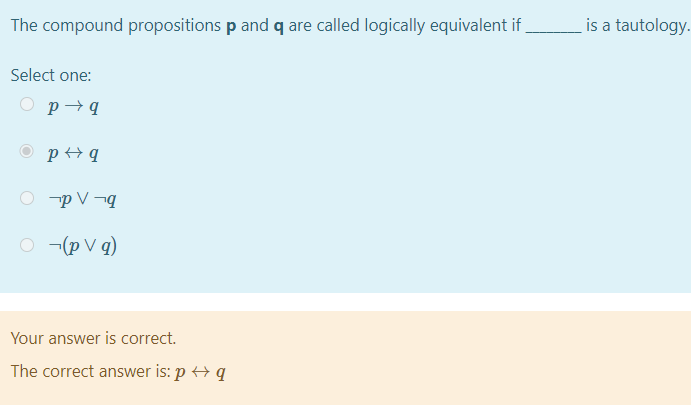 The compound propositions p and q are called logically equivalent if _______ is a tautology.
Select one:
p → q
p ↔ q
¬p ∨ ¬q
¬(p ∨ q)
Your answer is correct.
The correct answer is: p ↔ q